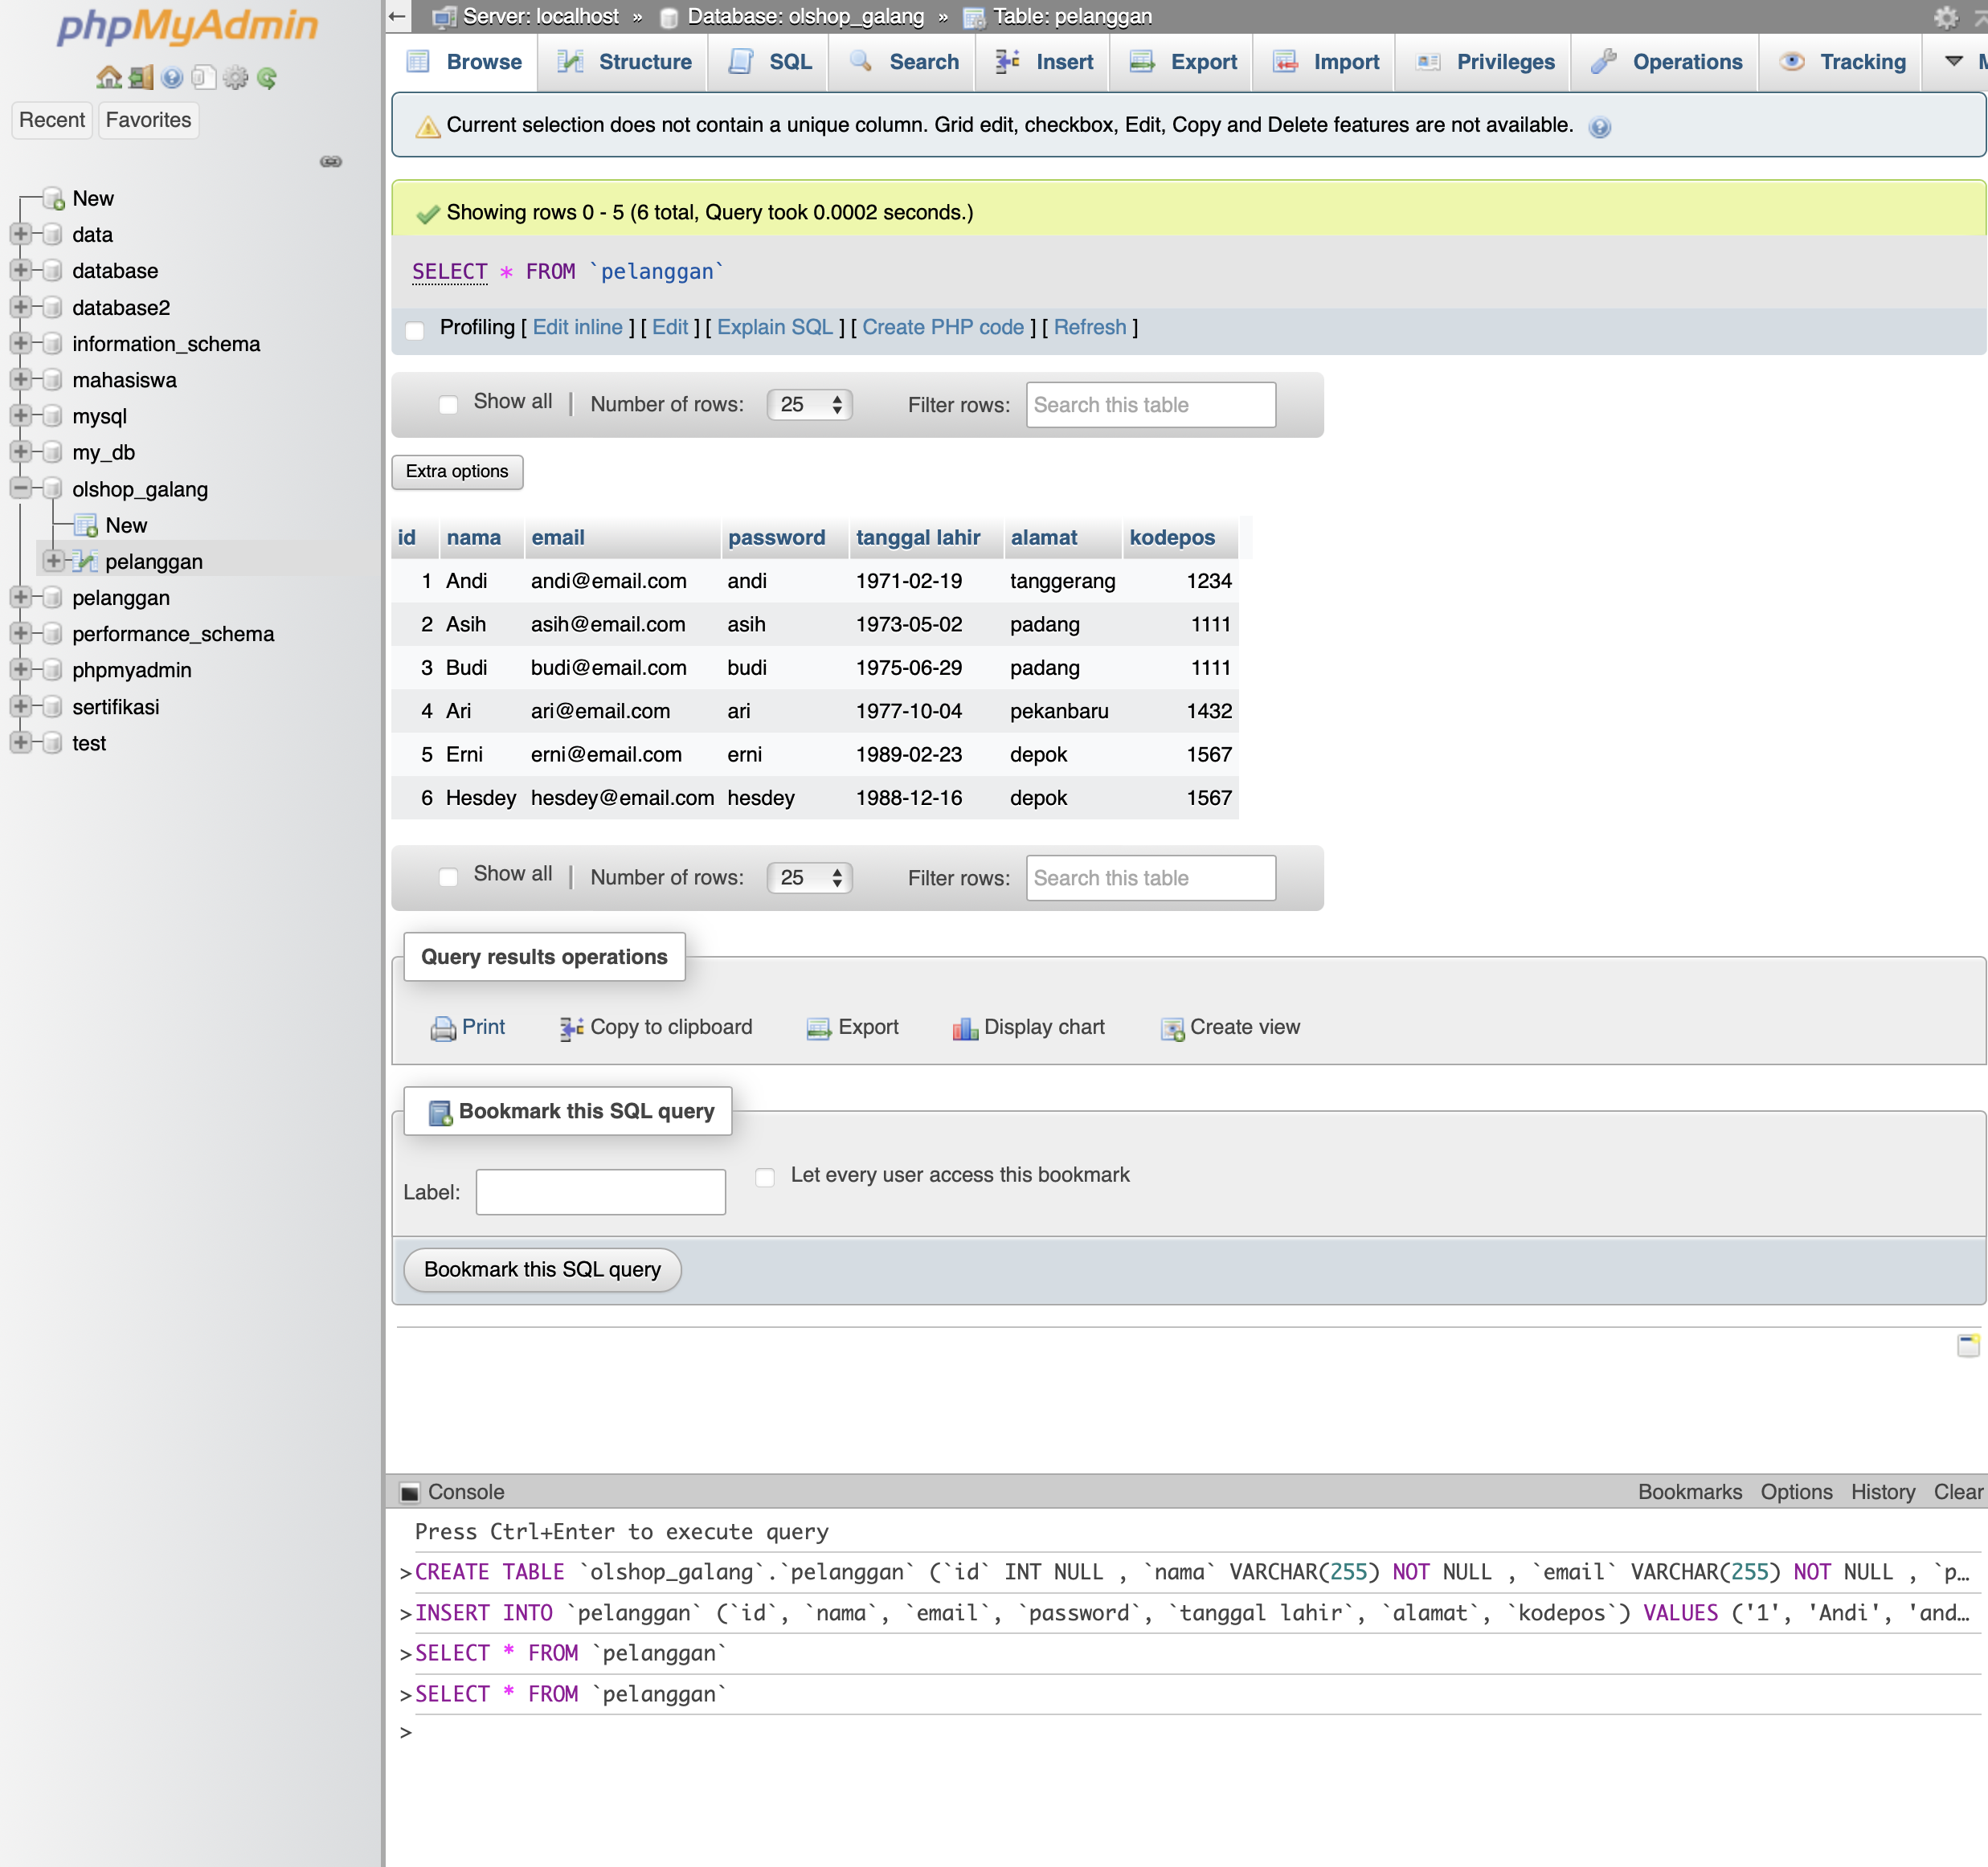 phpMyAdmin
Recent Favorites
New
data
database
database2
information_schema
mahasiswa
mysql
my_db
olshop_galang
New
pelanggan
pelanggan
performance_schema
phpmyadmin
sertifikasi
test
Server: localhost » Database: olshop_galang » Table: pelanggan
Browse Structure SQL Search Insert Export Import Privileges Operations Tracking
Current selection does not contain a unique column. Grid edit, checkbox, Edit, Copy and Delete features are not available.
Showing rows 0 - 5 (6 total, Query took 0.0002 seconds.)
SELECT * FROM `pelanggan`
Profiling [ Edit inline ] [ Edit ] [ Explain SQL ] [ Create PHP code ] [ Refresh ]
Show all | Number of rows: 25 Filter rows: Search this table
Extra options
id nama email password tanggal lahir alamat kodepos
1 Andi andi@email.com andi 1971-02-19 tanggerang 1234
2 Asih asih@email.com asih 1973-05-02 padang 1111
3 Budi budi@email.com budi 1975-06-29 padang 1111
4 Ari ari@email.com ari 1977-10-04 pekanbaru 1432
5 Erni erni@email.com erni 1989-02-23 depok 1567
6 Hesdey hesdey@email.com hesdey 1988-12-16 depok 1567
Show all | Number of rows: 25 Filter rows: Search this table
Query results operations
Print Copy to clipboard Export Display chart Create view
Bookmark this SQL query
Label: Let every user access this bookmark
Bookmark this SQL query
Console Bookmarks Options History Clear
Press Ctrl+Enter to execute query
>CREATE TABLE `olshop_galang`.`pelanggan` (`id` INT NULL , `nama` VARCHAR(255) NOT NULL , `email` VARCHAR(255) NOT NULL , `p…
>INSERT INTO `pelanggan` (`id`, `nama`, `email`, `password`, `tanggal lahir`, `alamat`, `kodepos`) VALUES ('1', 'Andi', 'and…
>SELECT * FROM `pelanggan`
>SELECT * FROM `pelanggan`
>